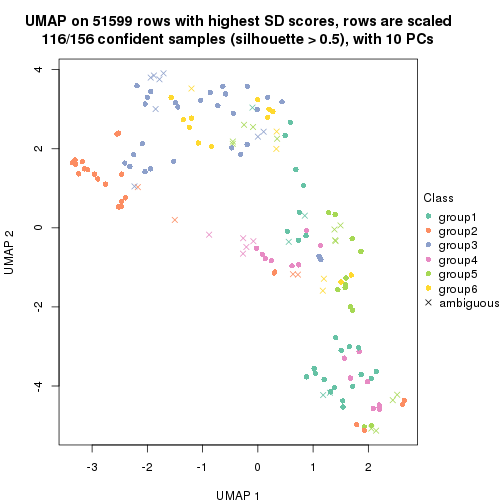 UMAP on 51599 rows with highest SD scores, rows are scaled
116/156 confident samples (silhouette > 0.5), with 10 PCs
4
2
0
-2
-4
UMAP 2
-3
-2
-1
0
1
2
UMAP 1
Class
group1
group2
group3
group4
group5
group6
ambiguous